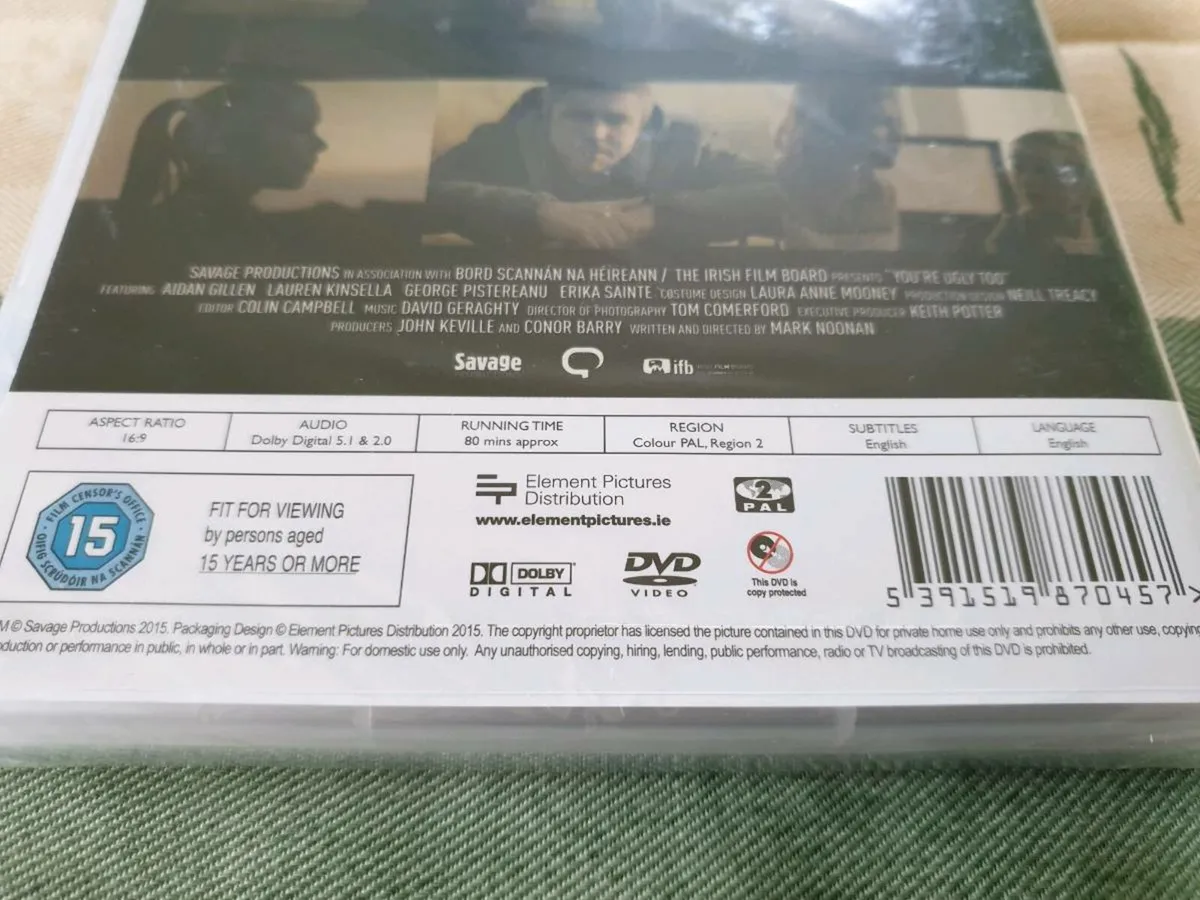 SAVAGE PRODUCTIONS IN ASSOCIATION WITH BORD SCANNÁN NA HÉIREANN / THE IRISH FILM BOARD PRESENTS "YOU'RE UGLY TOO"
FEATURING AIDAN GILLEN LAUREN KINSELLA GEORGE PISTEREANU ERIKA SAINTE COSTUME DESIGN LAURA ANNE MOONEY PRODUCTION DESIGN NEILL TREACY
EDITOR COLIN CAMPBELL MUSIC DAVID GERAGHTY DIRECTOR OF PHOTOGRAPHY TOM COMERFORD EXECUTIVE PRODUCER KEITH POTTER
PRODUCERS JOHN KEVILLE AND CONOR BARRY WRITTEN AND DIRECTED BY MARK NOONAN
Savage
ifb
ASPECT RATIO
16:9
AUDIO
Dolby Digital 5.1 & 2.0
RUNNING TIME
80 mins approx
REGION
Colour PAL, Region 2
SUBTITLES
English
LANGUAGE
English
FILM CENSOR'S OFFICE
15
OIFIG SCRÚDÓIR NA SCANNÁN
FIT FOR VIEWING
by persons aged
15 YEARS OR MORE
Element Pictures
Distribution
www.elementpictures.ie
DOLBY
DIGITAL
DVD
VIDEO
2
PAL
This DVD is
copy protected
5 391519 870457 >
M © Savage Productions 2015. Packaging Design © Element Pictures Distribution 2015. The copyright proprietor has licensed the picture contained in this DVD for private home use only and prohibits any other use, copying
oduction or performance in public, in whole or in part. Warning: For domestic use only. Any unauthorised copying, hiring, lending, public performance, radio or TV broadcasting of this DVD is prohibited.